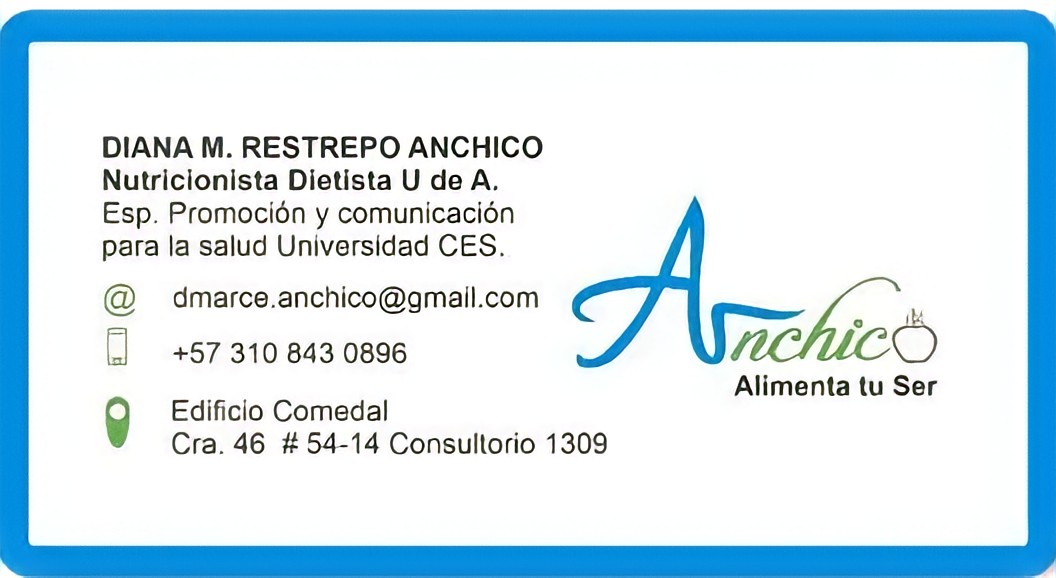 DIANA M. RESTREPO ANCHICO
Nutricionista Dietista U de A.
Esp. Promoción y comunicación
para la salud Universidad CES.
@ dmarce.anchico@gmail.com
+57 310 843 0896
Edificio Comedal
Cra. 46 # 54-14 Consultorio 1309
Anchico
Alimenta tu Ser